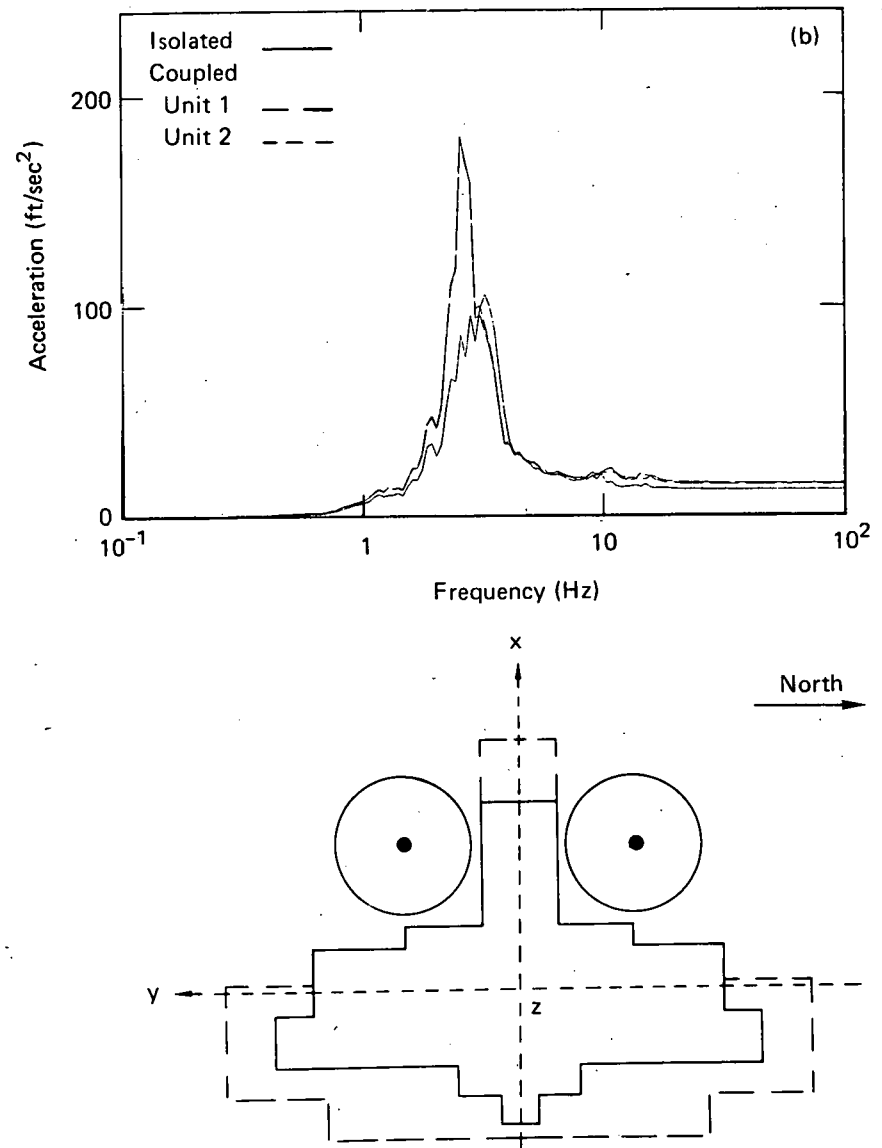 (b)
Isolated
Coupled
Unit 1
Unit 2
200
100
0
Acceleration (ft/sec²)
10⁻¹
1
10
10²
Frequency (Hz)
x
North
y
z